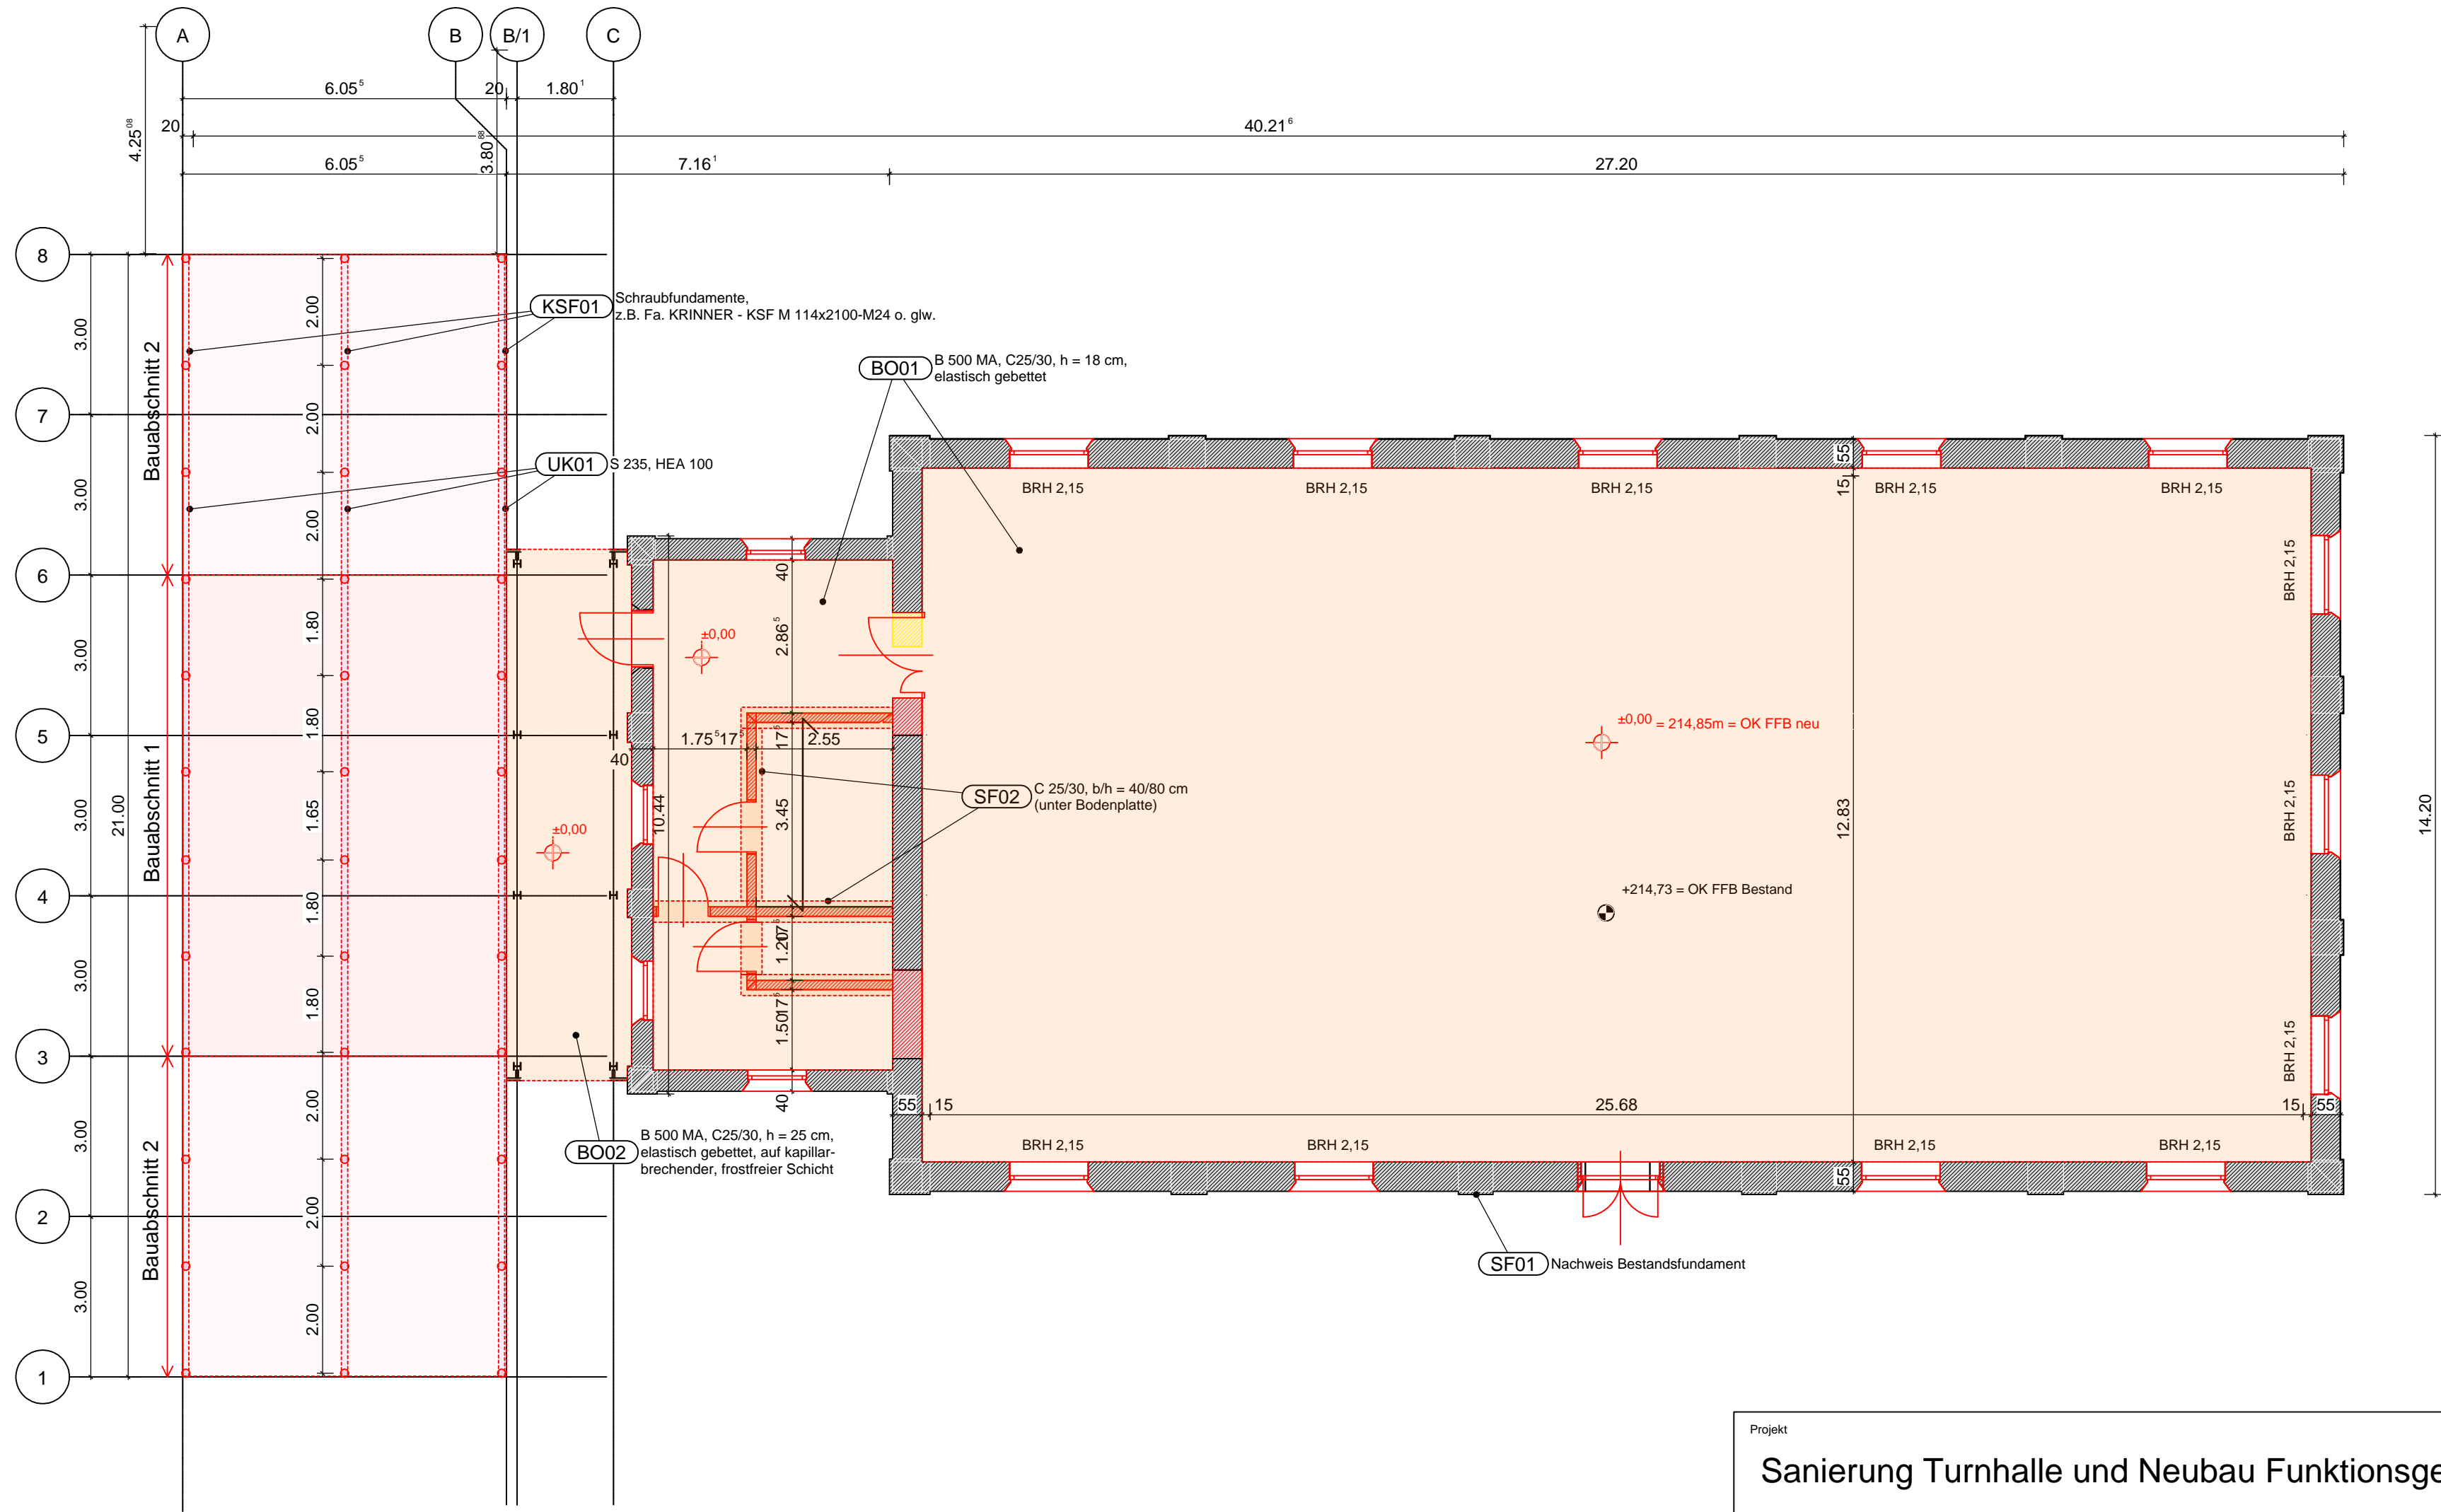 A
B
B/1
C
6.05⁵
20
1.80¹
4.25⁰⁸
20
3.80⁸⁸
40.21⁶
6.05⁵
7.16¹
27.20
8
7
6
5
4
3
2
1
3.00
3.00
3.00
3.00
3.00
3.00
3.00
21.00
Bauabschnitt 2
Bauabschnitt 1
Bauabschnitt 2
2.00
2.00
2.00
1.80
1.80
1.65
1.80
1.80
2.00
2.00
2.00
KSF01
Schraubfundamente,
z.B. Fa. KRINNER - KSF M 114x2100-M24 o. glw.
UK01
S 235, HEA 100
BO01
B 500 MA, C25/30, h = 18 cm,
elastisch gebettet
BRH 2,15
BRH 2,15
BRH 2,15
BRH 2,15
BRH 2,15
55
15
BRH 2,15
BRH 2,15
BRH 2,15
40
2.86⁵
±0,00
±0,00
1.75⁵
17⁵
17⁵
2.55
40
10.44
3.45
17⁵
1.20
17⁵
1.50
40
SF02
C 25/30, b/h = 40/80 cm
(unter Bodenplatte)
±0,00 = 214,85m = OK FFB neu
+214,73 = OK FFB Bestand
12.83
14.20
55
15
25.68
15
55
BRH 2,15
BRH 2,15
BRH 2,15
BRH 2,15
55
BO02
B 500 MA, C25/30, h = 25 cm,
elastisch gebettet, auf kapillar-
brechender, frostfreier Schicht
SF01
Nachweis Bestandsfundament
Projekt
Sanierung Turnhalle und Neubau Funktionsge